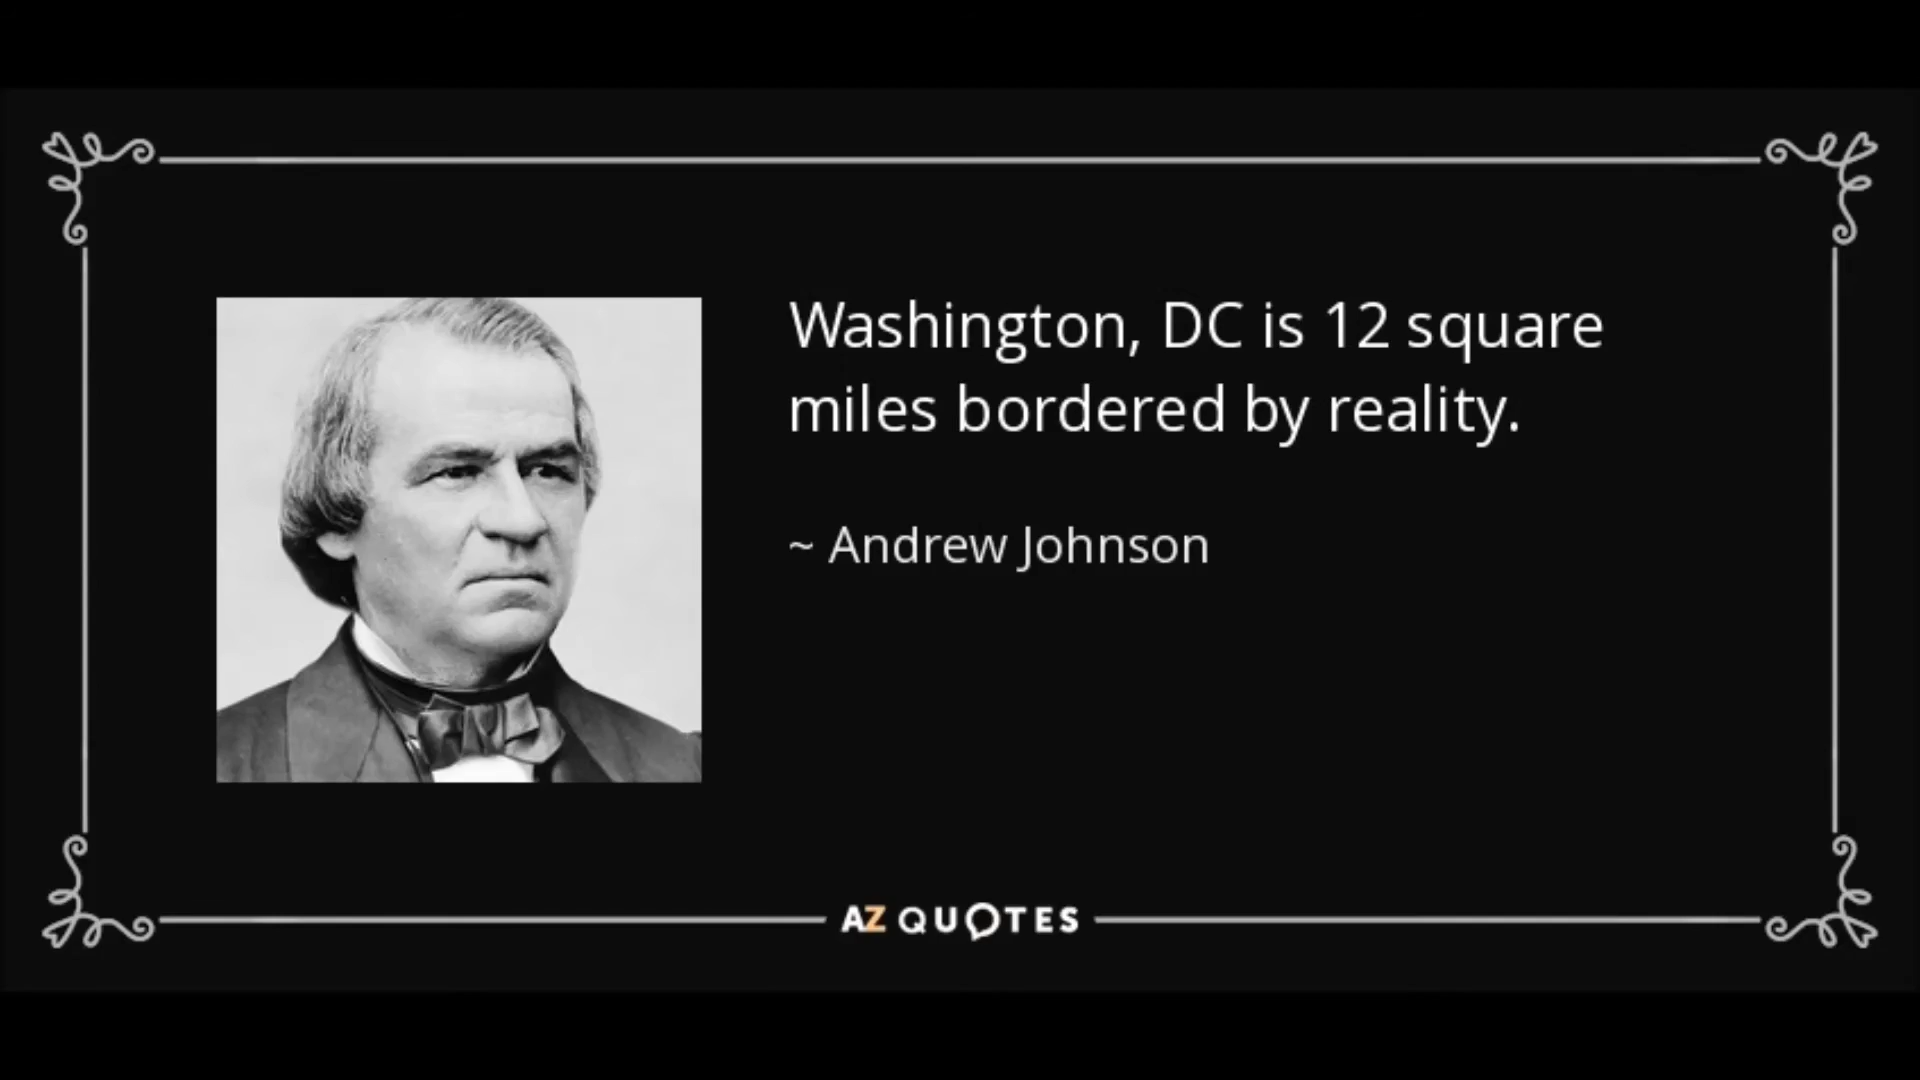 Washington, DC is 12 square
miles bordered by reality.
~ Andrew Johnson
AZ QUOTES